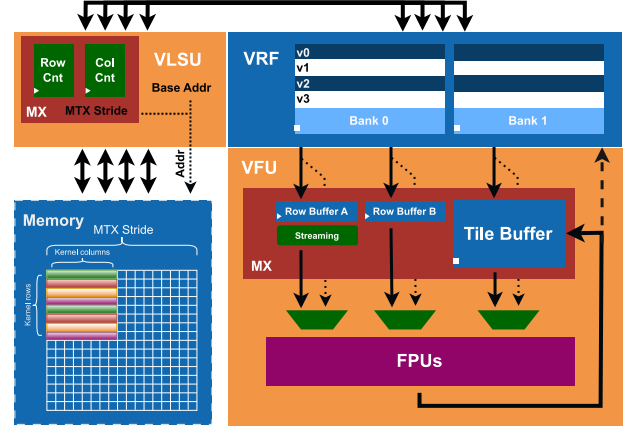 VLSU
Row
Cnt
Col
Cnt
MX
MTX Stride
Base Addr
Addr
VRF
v0
v1
v2
v3
Bank 0
Bank 1
VFU
Row Buffer A
Row Buffer B
Streaming
Tile Buffer
MX
FPUs
Memory
MTX Stride
Kernel columns
Kernel rows